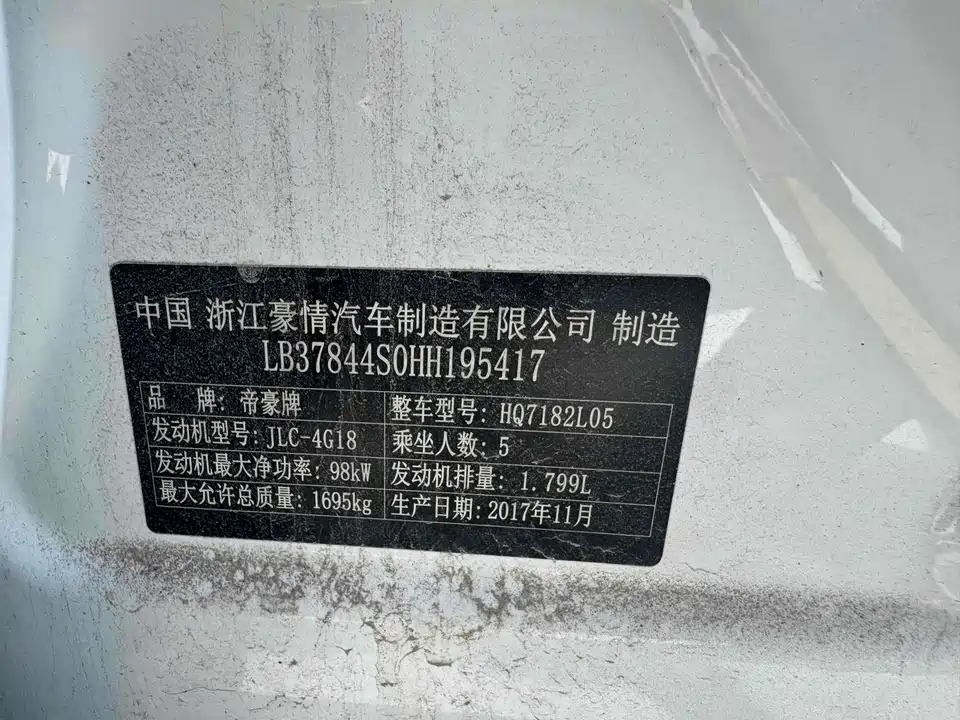 中国 浙江豪情汽车制造有限公司 制造
LB37844S0HH195417
品 牌: 帝豪牌 整车型号: HQ7182L05
发动机型号: JLC-4G18 乘坐人数: 5
发动机最大净功率: 98kW 发动机排量: 1.799L
最大允许总质量: 1695kg 生产日期: 2017年11月